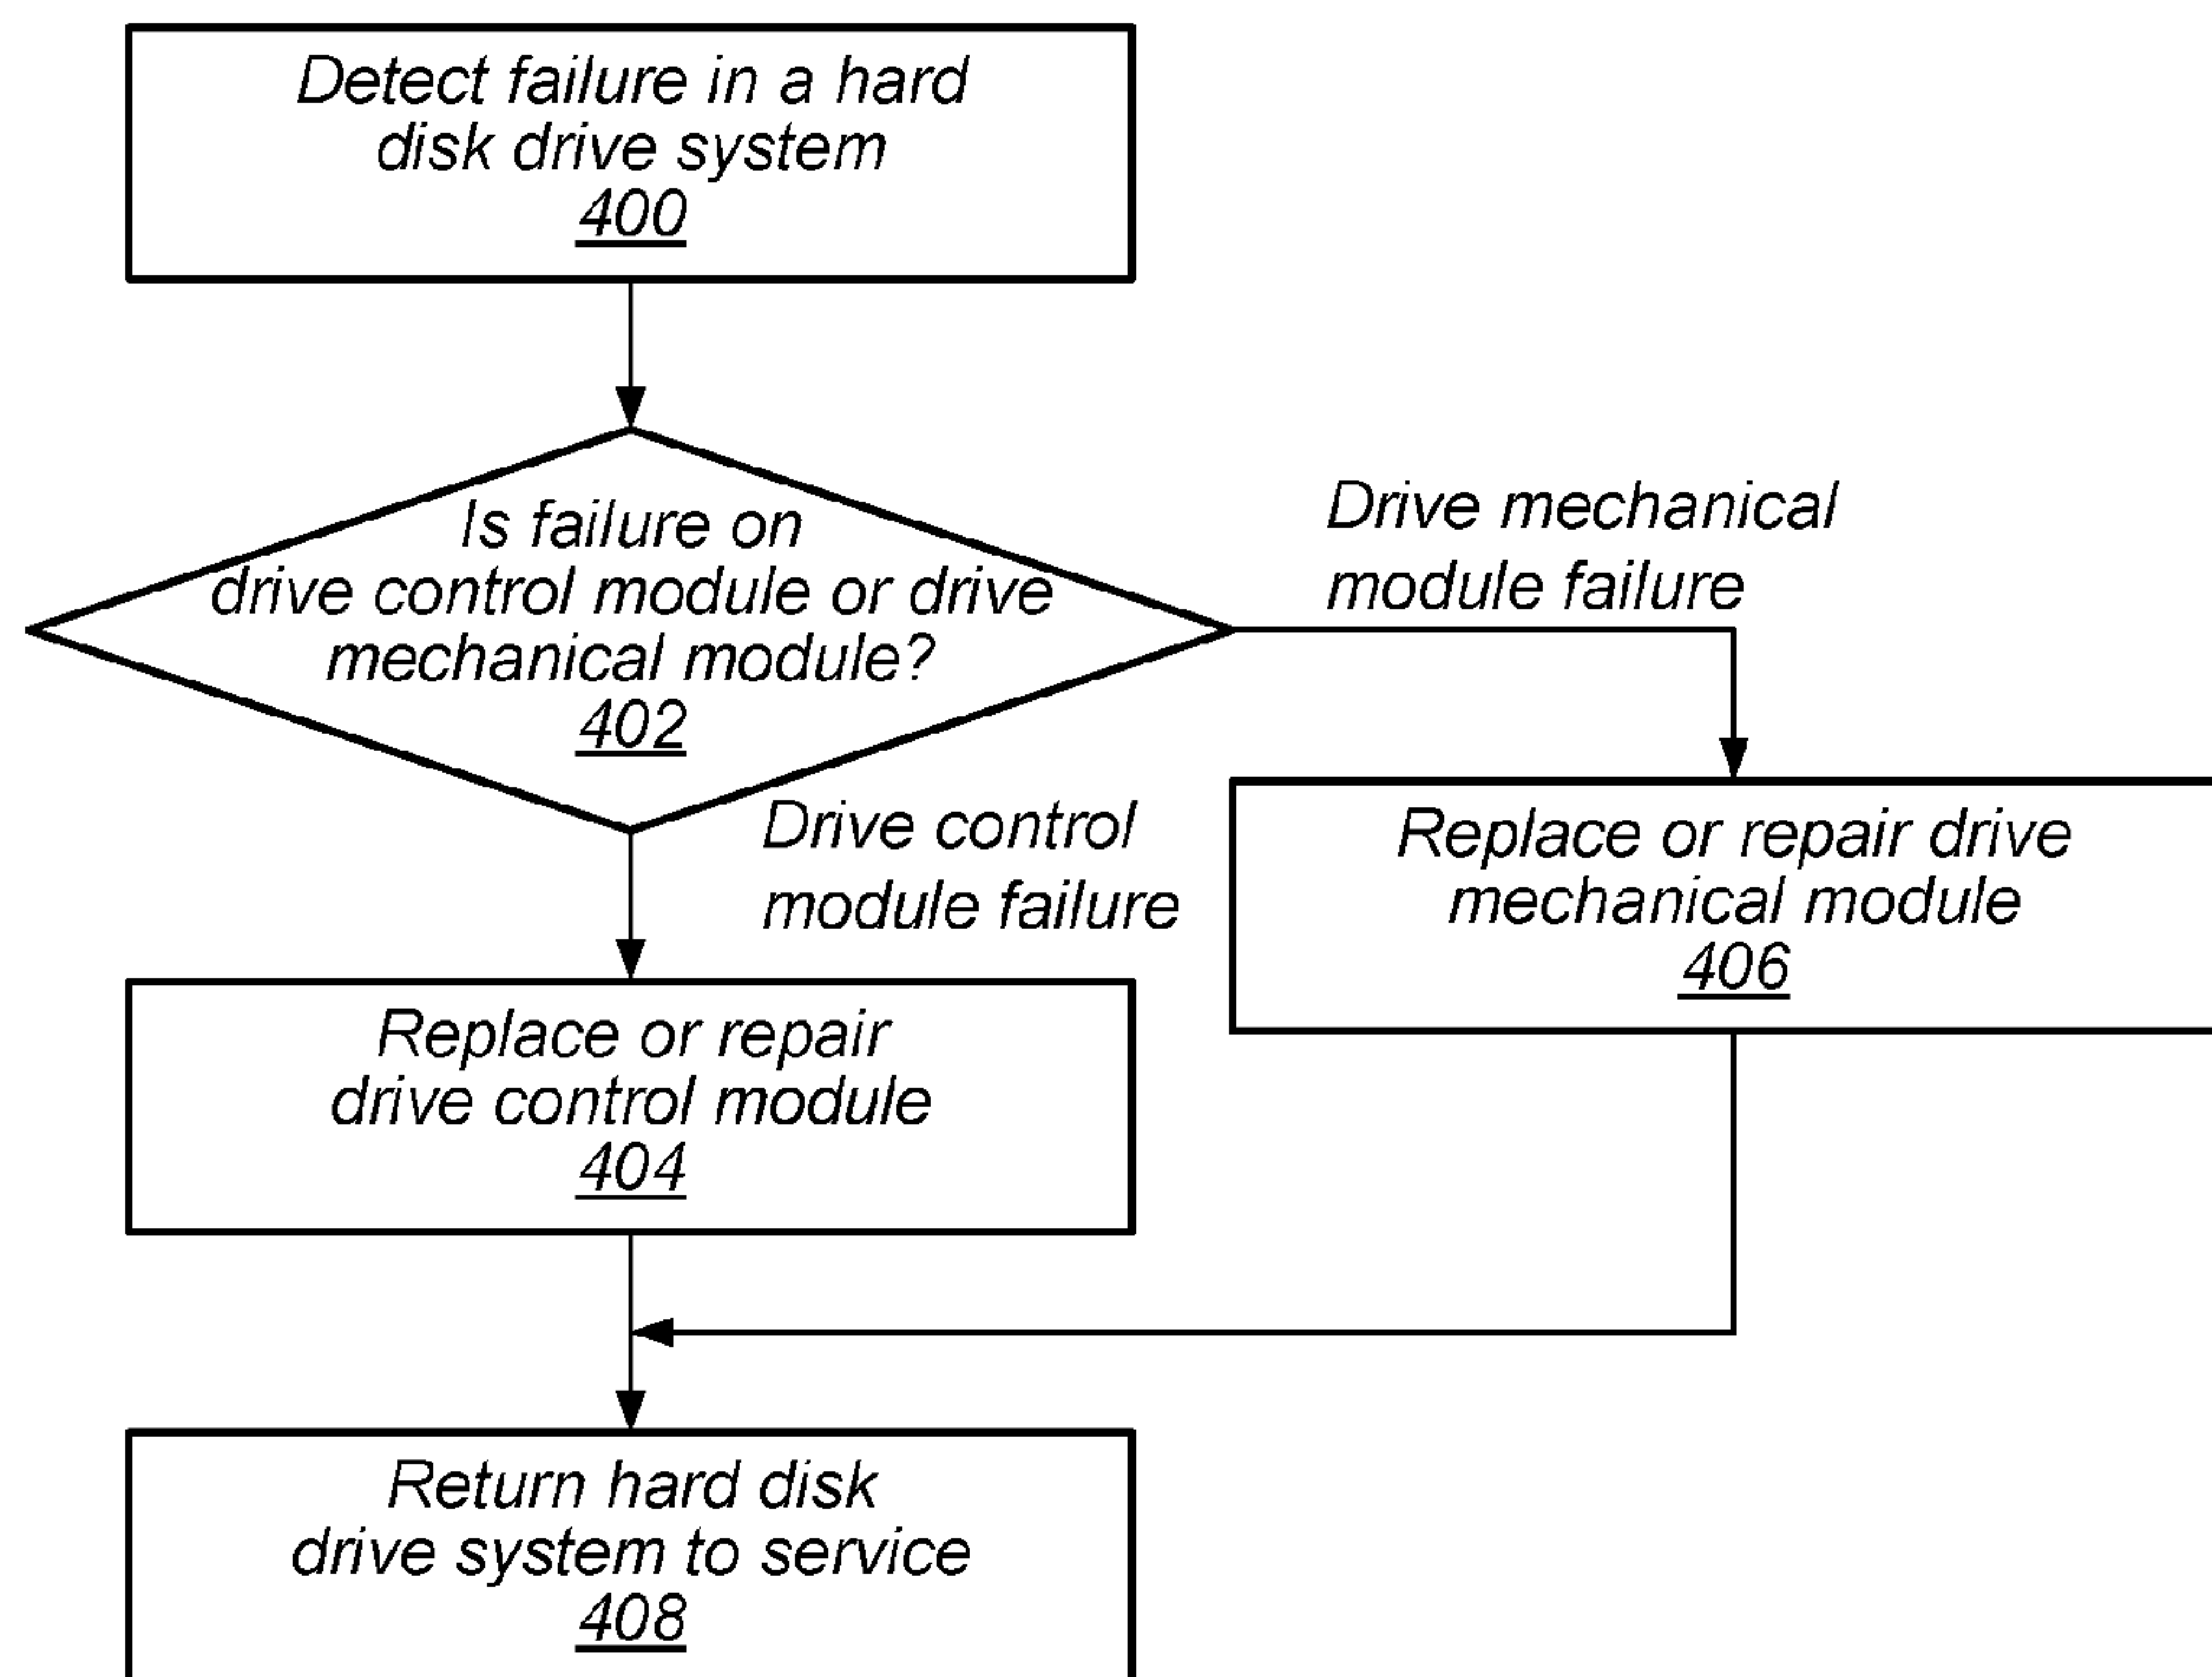 Detect failure in a hard
disk drive system
400
Is failure on
drive control module or drive
mechanical module?
402
Drive mechanical
module failure
Drive control
module failure
Replace or repair drive
mechanical module
406
Replace or repair
drive control module
404
Return hard disk
drive system to service
408